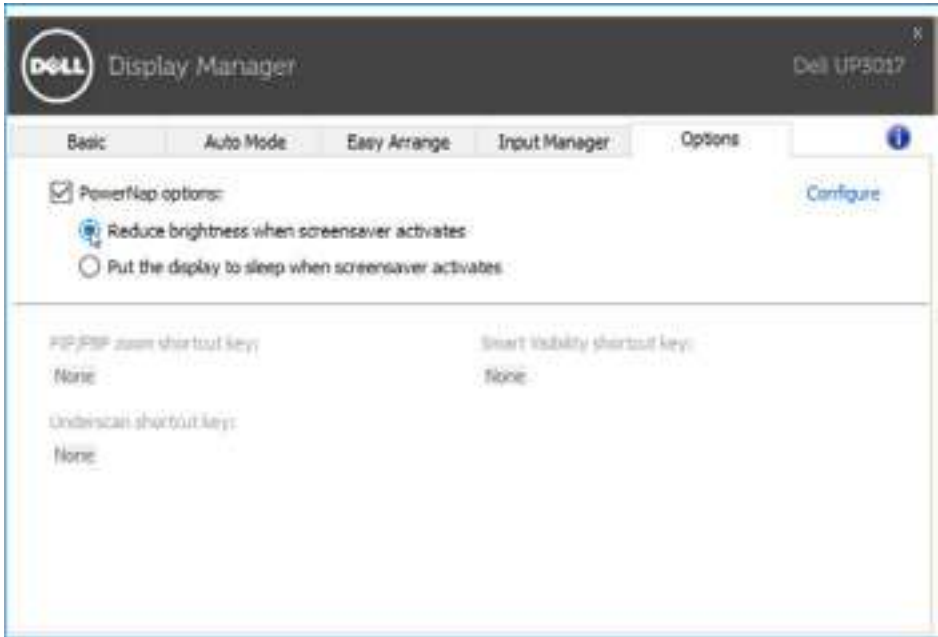 DELL Display Manager
Dell UP3017
X
Basic Auto Mode Easy Arrange Input Manager Options i
PowerNap options: Configure
Reduce brightness when screensaver activates
Put the display to sleep when screensaver activates
PIP/PBP zoom shortcut key: Smart Visibility shortcut key:
None None
Underscan shortcut key:
None